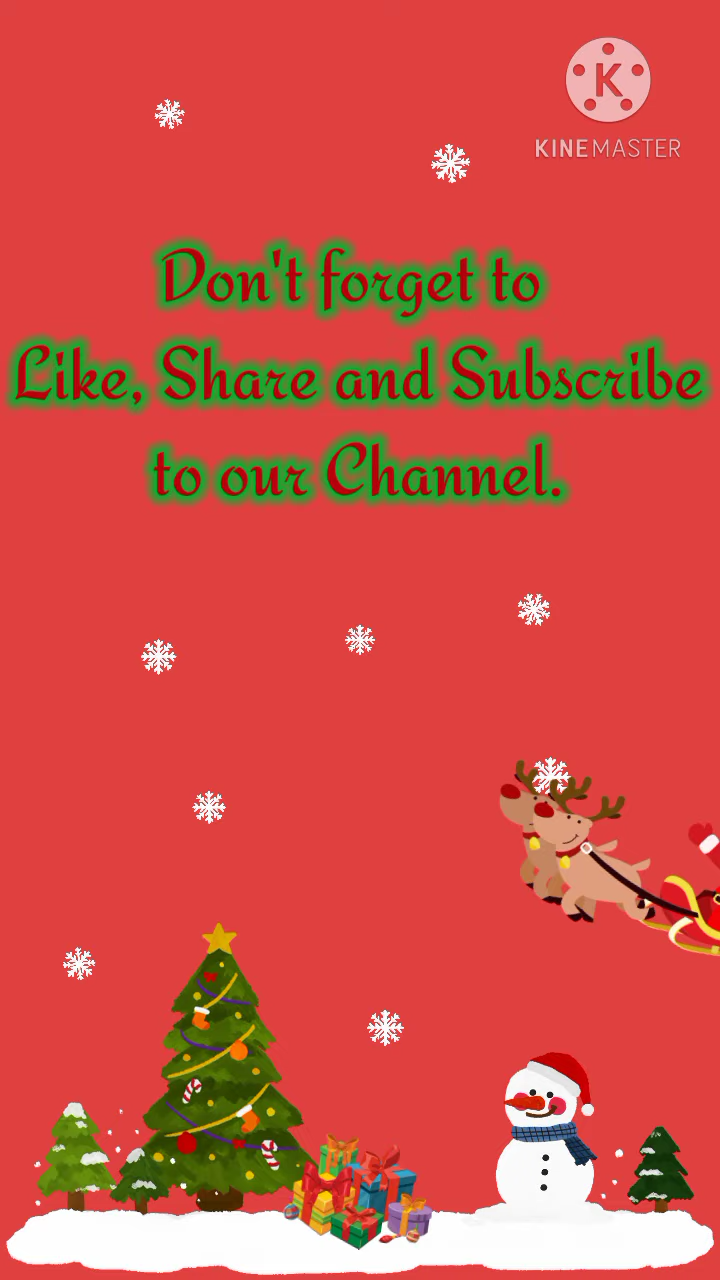 K
KINEMASTER
Don't forget to
Like, Share and Subscribe
to our Channel.